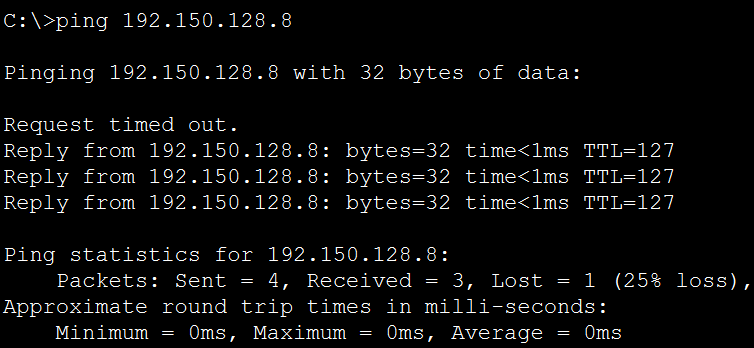 C:\>ping 192.150.128.8
Pinging 192.150.128.8 with 32 bytes of data:
Request timed out.
Reply from 192.150.128.8: bytes=32 time<1ms TTL=127
Reply from 192.150.128.8: bytes=32 time<1ms TTL=127
Reply from 192.150.128.8: bytes=32 time<1ms TTL=127
Ping statistics for 192.150.128.8:
    Packets: Sent = 4, Received = 3, Lost = 1 (25% loss),
Approximate round trip times in milli-seconds:
    Minimum = 0ms, Maximum = 0ms, Average = 0ms